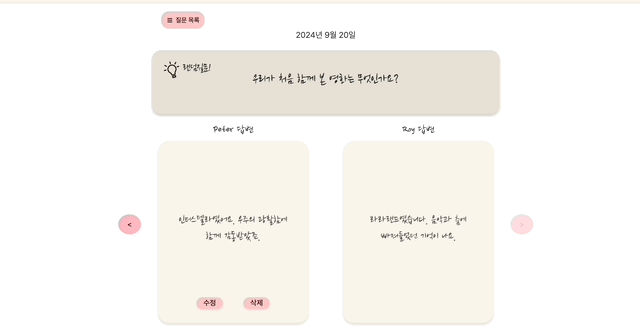 질문 목록
2024년 9월 20일
랜덤질문!
우리가 처음 함께 본 영화는 무엇인가요?
Peter 답변
Roy 답변
인터스텔라였어요. 우주의 광활함에
함께 감동받았죠.
라라랜드였습니다. 음악과 춤에
빠져들었던 기억이 나요.
<
>
수정
삭제